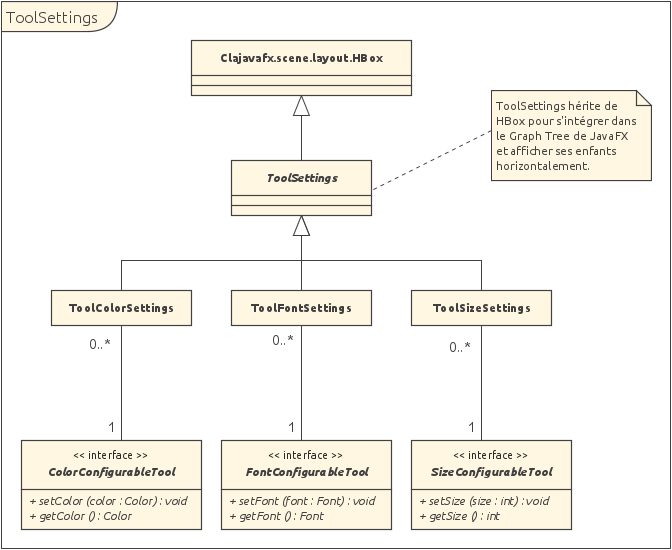 ToolSettings
Clajavafx.scene.layout.HBox
ToolSettings hérite de
HBox pour s'intégrer dans
le Graph Tree de JavaFX
et afficher ses enfants
horizontalement.
ToolSettings
ToolColorSettings
ToolFontSettings
ToolSizeSettings
0..*
0..*
0..*
1
1
1
<< interface >>
ColorConfigurableTool
+ setColor (color : Color) : void
+ getColor () : Color
<< interface >>
FontConfigurableTool
+ setFont (font : Font) : void
+ getFont () : Font
<< interface >>
SizeConfigurableTool
+ setSize (size : int) : void
+ getSize () : int